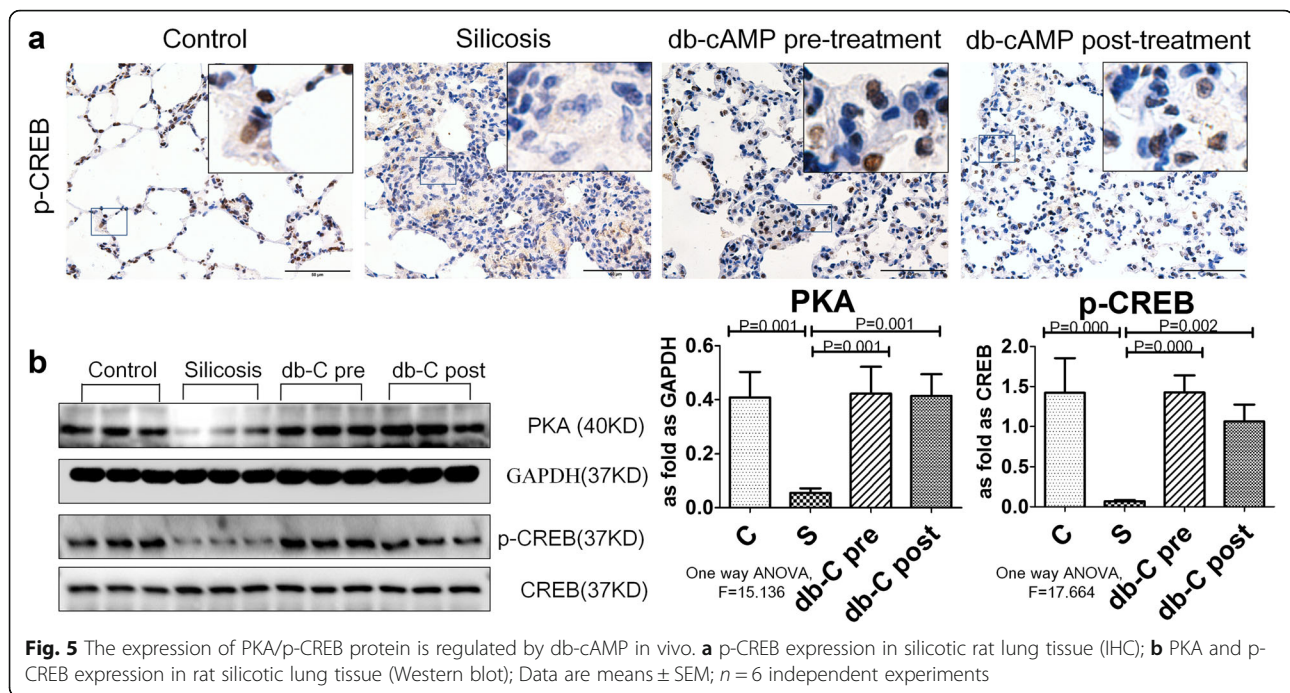 a
Control
Silicosis
db-cAMP pre-treatment
db-cAMP post-treatment
p-CREB
50 μm
b
Control
Silicosis
db-C pre
db-C post
PKA (40KD)
GAPDH(37KD)
p-CREB(37KD)
CREB(37KD)
PKA
P=0.001
P=0.001
P=0.001
as fold as GAPDH
0.6
0.4
0.2
0.0
C
S
db-C pre
db-C post
One way ANOVA,
F=15.136
p-CREB
P=0.000
P=0.002
P=0.000
as fold as CREB
2.0
1.5
1.0
0.5
0.0
C
S
db-C pre
db-C post
One way ANOVA,
F=17.664
Fig. 5 The expression of PKA/p-CREB protein is regulated by db-cAMP in vivo. a p-CREB expression in silicotic rat lung tissue (IHC); b PKA and p-
CREB expression in rat silicotic lung tissue (Western blot); Data are means ± SEM; n = 6 independent experiments